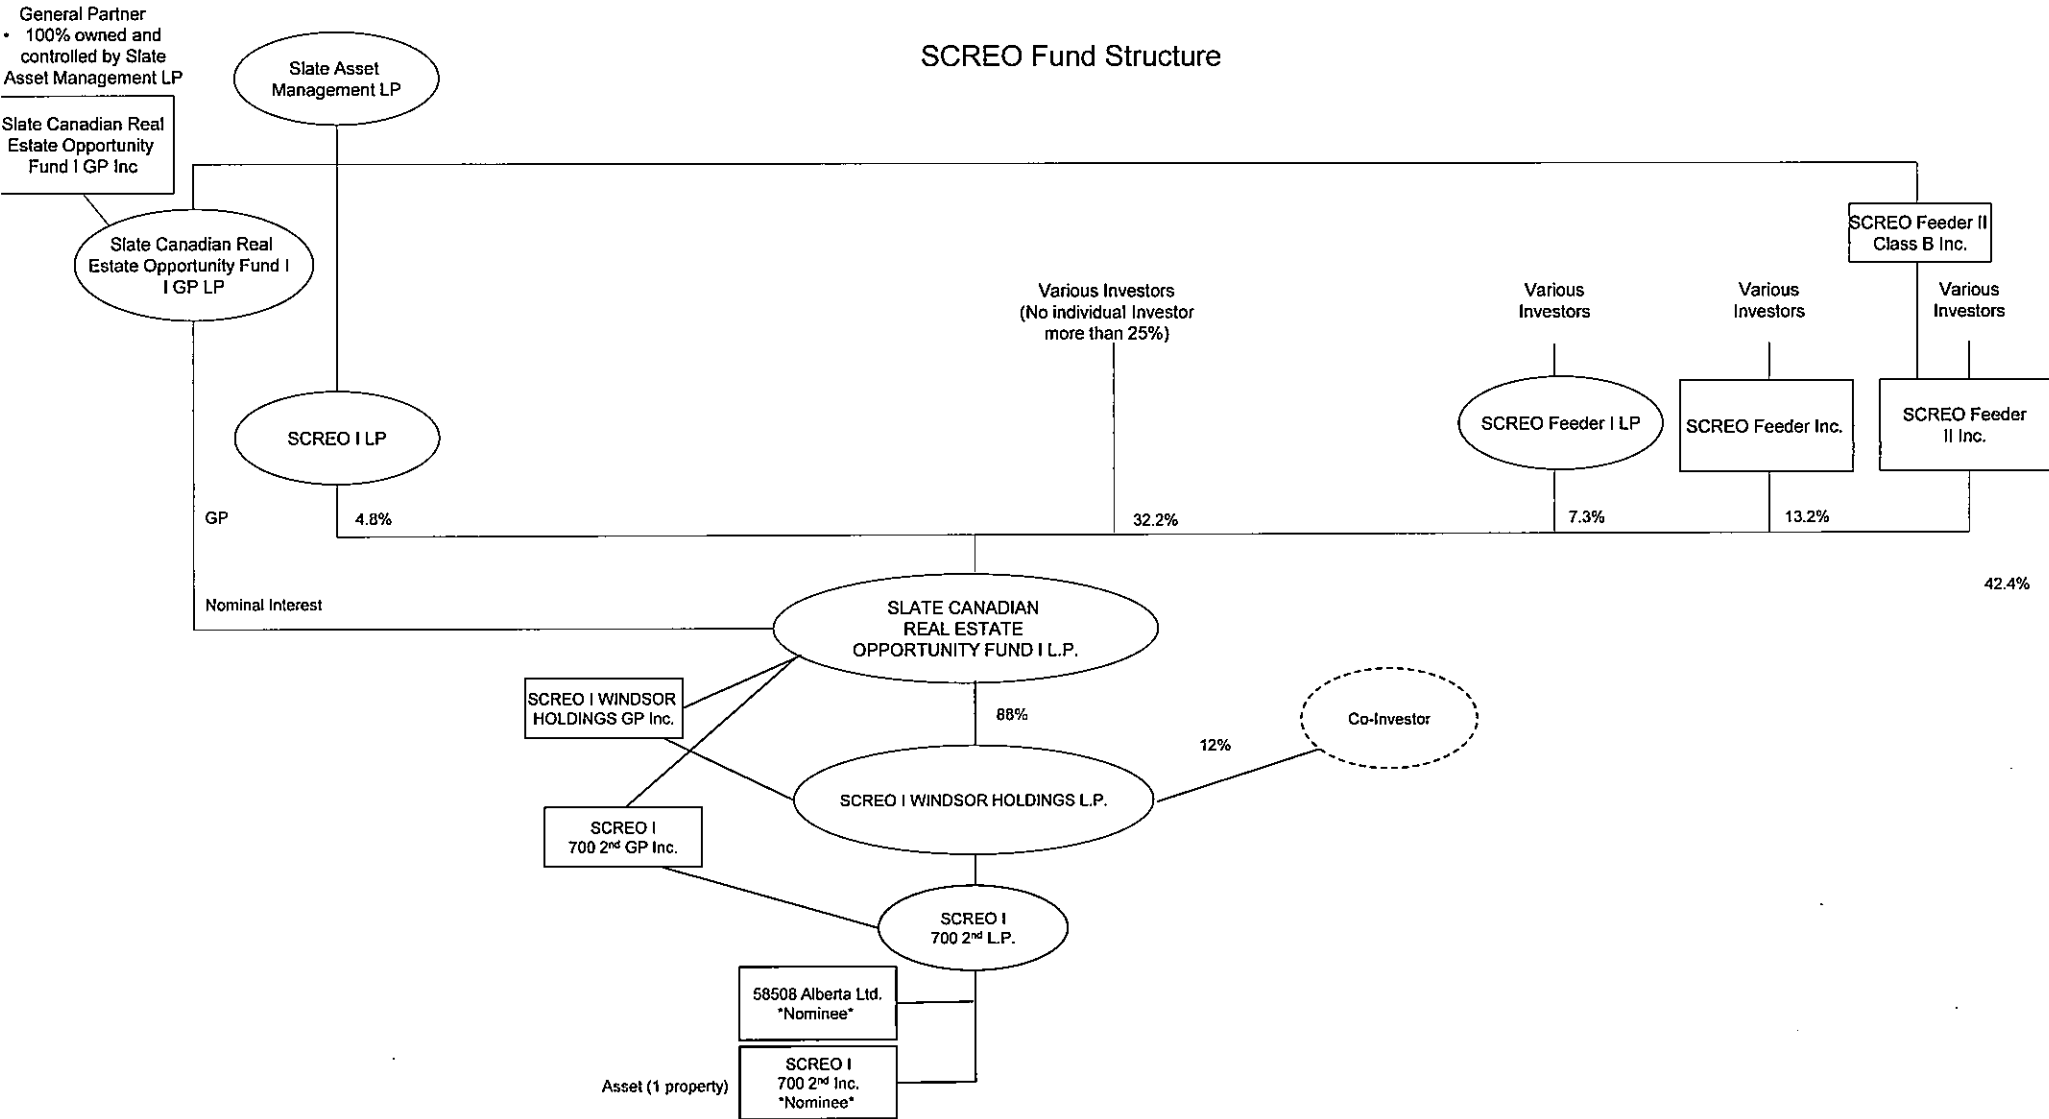 General Partner
• 100% owned and
controlled by Slate
Asset Management LP
SCREO Fund Structure
Slate Asset
Management LP
Slate Canadian Real
Estate Opportunity
Fund I GP Inc
Slate Canadian Real
Estate Opportunity Fund I
I GP LP
SCREO Feeder II
Class B Inc.
Various Investors
(No individual Investor
more than 25%)
Various
Investors
Various
Investors
Various
Investors
SCREO I LP
SCREO Feeder I LP
SCREO Feeder Inc.
SCREO Feeder
II Inc.
GP
4.8%
32.2%
7.3%
13.2%
42.4%
Nominal Interest
SLATE CANADIAN
REAL ESTATE
OPPORTUNITY FUND I L.P.
SCREO I WINDSOR
HOLDINGS GP Inc.
88%
12%
Co-Investor
SCREO I WINDSOR HOLDINGS L.P.
SCREO I
700 2nd GP Inc.
SCREO I
700 2nd L.P.
58508 Alberta Ltd.
*Nominee*
Asset (1 property)
SCREO I
700 2nd Inc.
*Nominee*